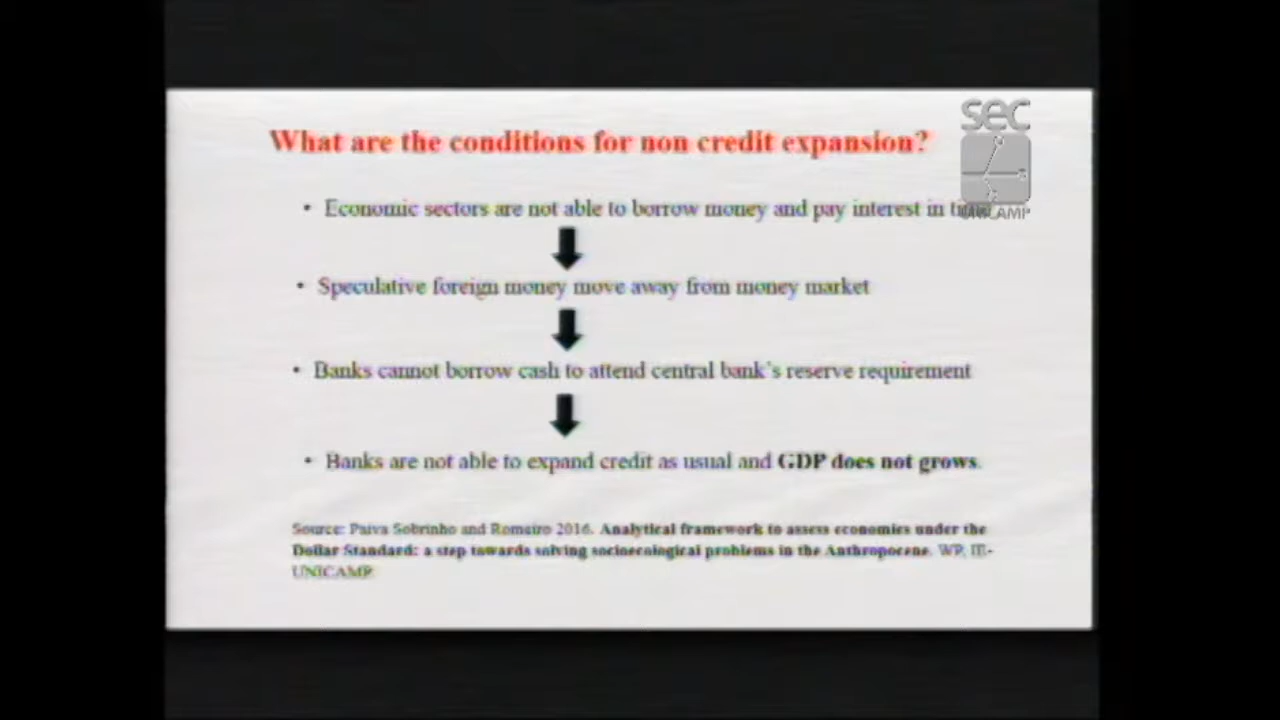 What are the conditions for non credit expansion?
SEC
UNICAMP
• Economic sectors are not able to borrow money and pay interest in
• Speculative foreign money move away from money market
• Banks cannot borrow cash to attend central bank's reserve requirement
• Banks are not able to expand credit as usual and GDP does not grows.
Source: Paiva Sobrinho and Romeiro 2016. Analytical framework to assess economies under the
Dollar Standard: a step towards solving socioecological problems in the Anthropocene. WP, IE-
UNICAMP